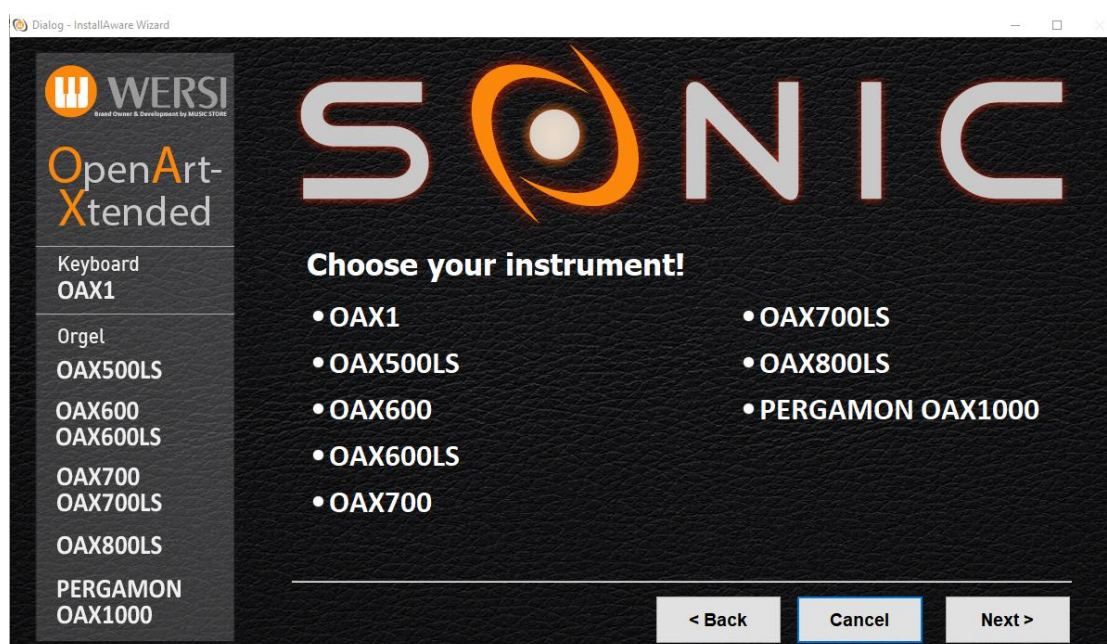 Dialog - InstallAware Wizard
WERSI
Brand Owner & Development by MUSIC STORE
OpenArt-
Xtended
Keyboard
OAX1
Orgel
OAX500LS
OAX600
OAX600LS
OAX700
OAX700LS
OAX800LS
PERGAMON
OAX1000
SONIC
Choose your instrument!
• OAX1
• OAX500LS
• OAX600
• OAX600LS
• OAX700
• OAX700LS
• OAX800LS
• PERGAMON OAX1000
< Back
Cancel
Next >